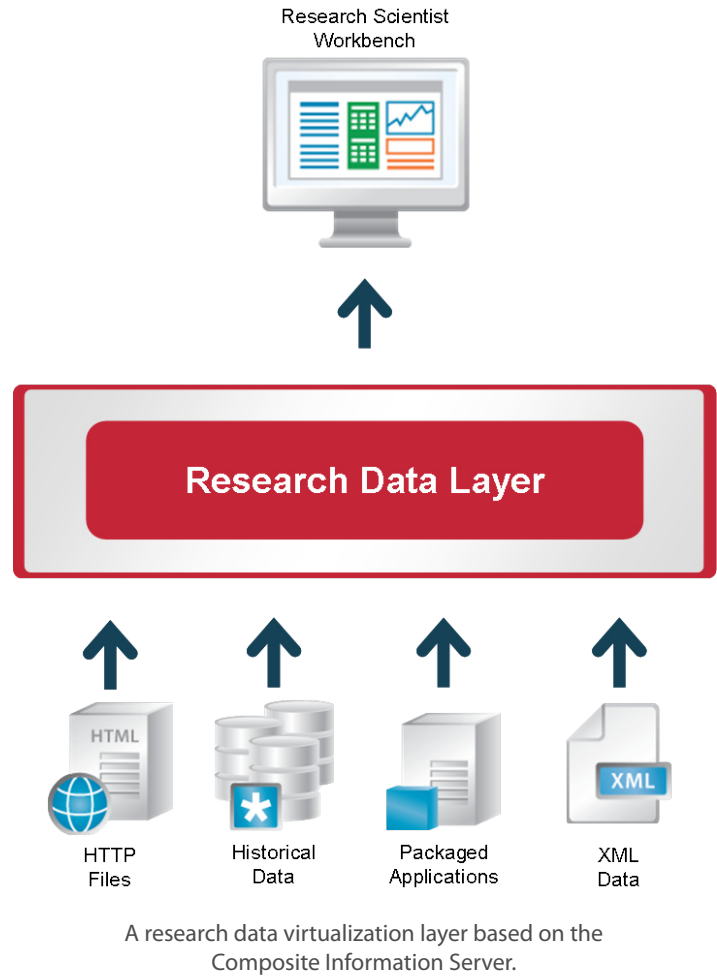 Research Scientist
Workbench
Research Data Layer
HTML
XML
HTTP
Files
Historical
Data
Packaged
Applications
XML
Data
A research data virtualization layer based on the
Composite Information Server.